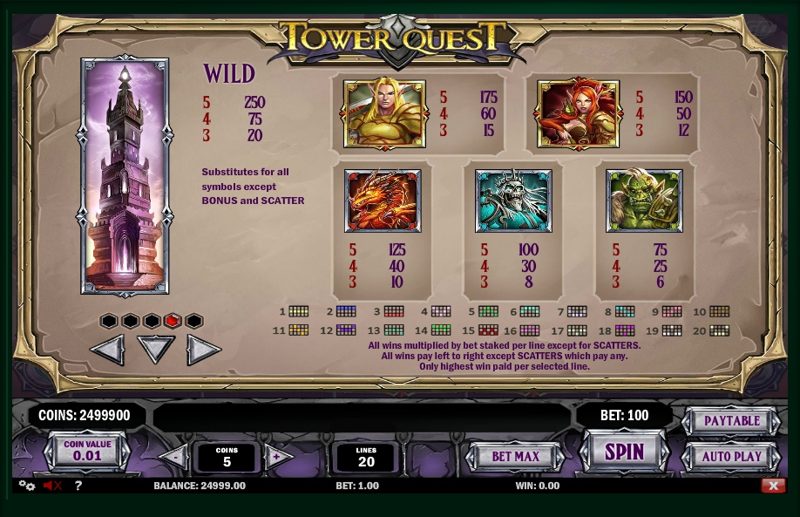 TOWER QUEST
WILD
5 250
4 75
3 20
Substitutes for all
symbols except
BONUS and SCATTER
5 175
4 60
3 15
5 150
4 50
3 12
5 125
4 40
3 10
5 100
4 30
3 8
5 75
4 25
3 6
1 2 3 4 5 6 7 8 9 10
11 12 13 14 15 16 17 18 19 20
All wins multiplied by bet staked per line except for SCATTERS.
All wins pay left to right except SCATTERS which pay any.
Only highest win paid per selected line.
COINS: 2499900
BET: 100
PAYTABLE
COIN VALUE
0.01
-
COINS
5
+
LINES
20
BET MAX
SPIN
AUTO PLAY
?
BALANCE: 24999.00
BET: 1.00
WIN: 0.00
X